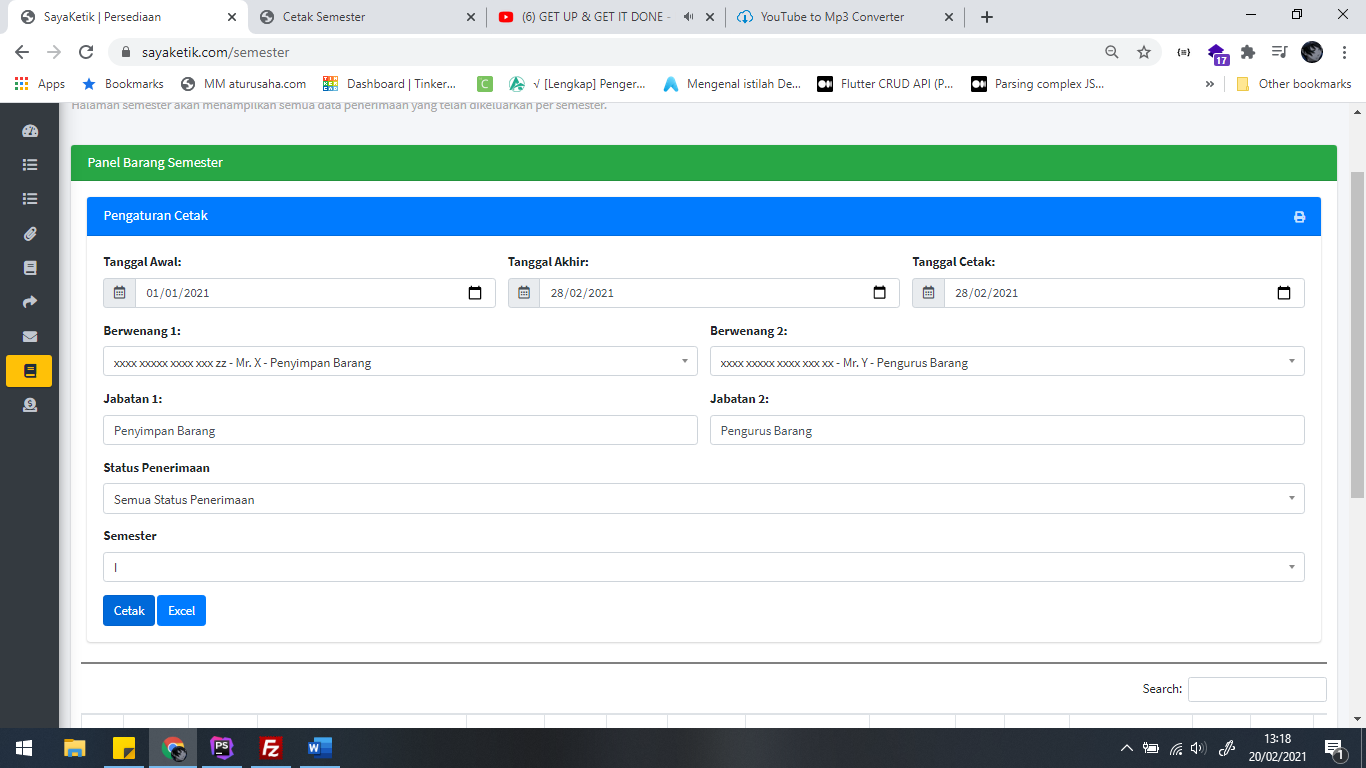 SayaKetik | Persediaan
Cetak Semester
(6) GET UP & GET IT DONE -
YouTube to Mp3 Converter
sayaketik.com/semester
17
Apps
Bookmarks
MM aturusaha.com
Dashboard | Tinker...
C
√ [Lengkap] Penger...
Mengenal istilah De...
Flutter CRUD API (P...
Parsing complex JS...
»
Other bookmarks
Halaman semester akan menampilkan semua data penerimaan yang telah dikeluarkan per semester.
Panel Barang Semester
Pengaturan Cetak
Tanggal Awal: Tanggal Akhir: Tanggal Cetak:
01/01/2021 28/02/2021 28/02/2021
Berwenang 1: Berwenang 2:
xxxx xxxxx xxxx xxx zz - Mr. X - Penyimpan Barang xxxx xxxxx xxxx xxx xx - Mr. Y - Pengurus Barang
Jabatan 1: Jabatan 2:
Penyimpan Barang Pengurus Barang
Status Penerimaan
Semua Status Penerimaan
Semester
I
Cetak Excel
Search:
PS
Fz
W
13:18
20/02/2021
1